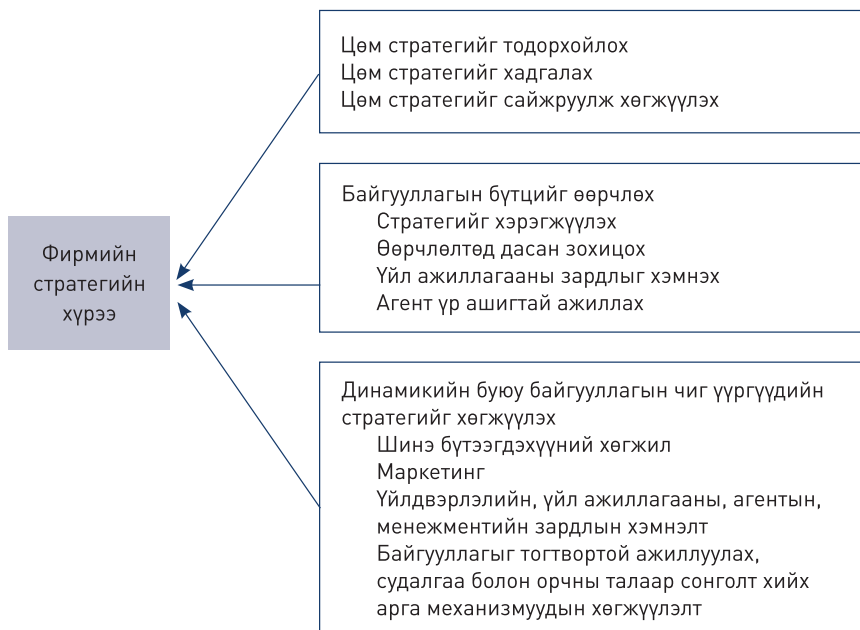 Цөм стратегийг тодорхойлох
Цөм стратегийг хадгалах
Цөм стратегийг сайжруулж хөгжүүлэх
Байгууллагын бүтцийг өөрчлөх
Стратегийг хэрэгжүүлэх
Өөрчлөлтөд дасан зохицох
Үйл ажиллагааны зардлыг хэмнэх
Агент үр ашигтай ажиллах
Фирмийн
стратегийн
хүрээ
Динамикийн буюу байгууллагын чиг үүргүүдийн
стратегийг хөгжүүлэх
Шинэ бүтээгдэхүүний хөгжил
Маркетинг
Үйлдвэрлэлийн, үйл ажиллагааны, агентын,
менежментийн зардлын хэмнэлт
Байгууллагыг тогтвортой ажиллуулах,
судалгаа болон орчны талаар сонголт хийх
арга механизмуудын хөгжүүлэлт